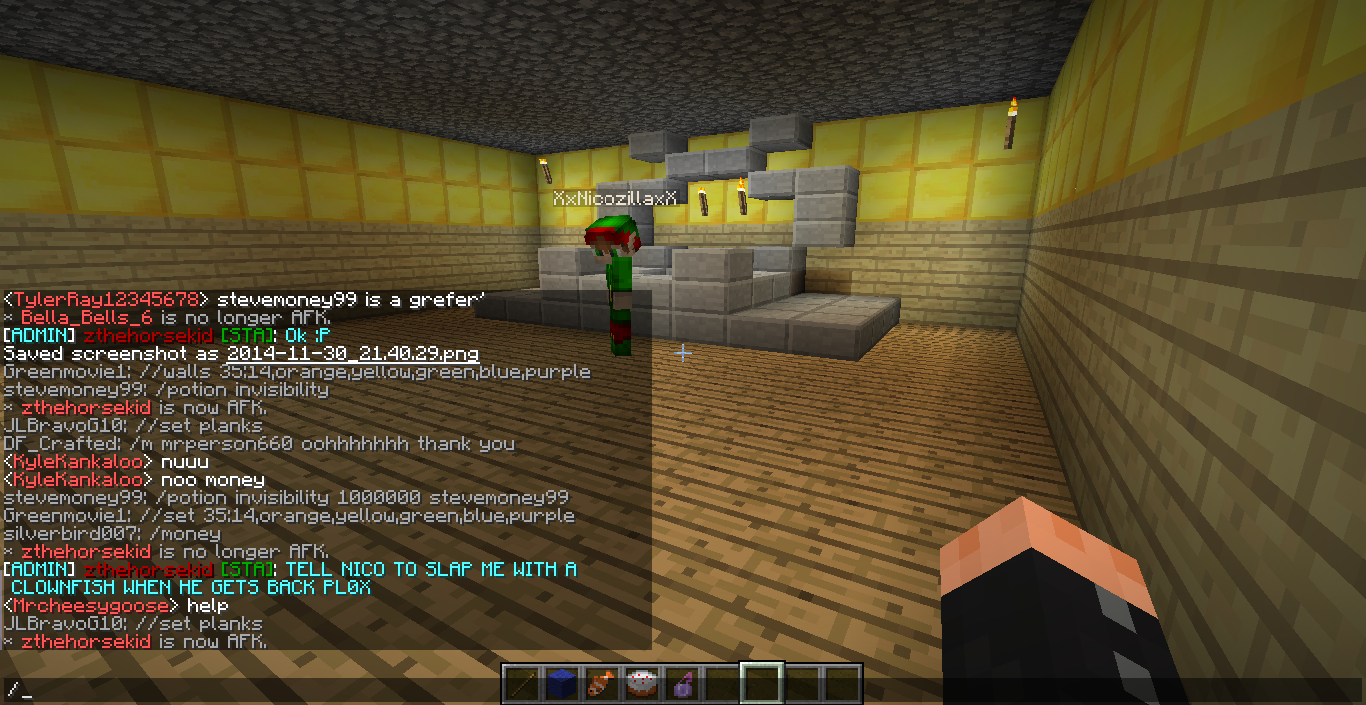 XxNicozillaxX
<TylerRay12345678> stevemoney99 is a grefer'
* Bella_Bells_6 is no longer AFK.
[ADMIN] zthehorsekid [STA]: Ok :P
Saved screenshot as 2014-11-30_21.40.29.png
Greenmovie1: //walls 35:14,orange,yellow,green,blue,purple
stevemoney99: /potion invisibility
* zthehorsekid is now AFK.
JLBravoG10: //set planks
DF_Crafted: /m mrperson660 oohhhhhhh thank you
<KyleKankaloo> nuuu
<KyleKankaloo> noo money
stevemoney99: /potion invisibility 1000000 stevemoney99
Greenmovie1: //set 35:14,orange,yellow,green,blue,purple
silverbird007: /money
* zthehorsekid is no longer AFK.
[ADMIN] zthehorsekid [STA]: TELL NICO TO SLAP ME WITH A
CLOWNFISH WHEN HE GETS BACK PL0X
<Mrcheesygoose> help
JLBravoG10: //set planks
* zthehorsekid is now AFK.
/_